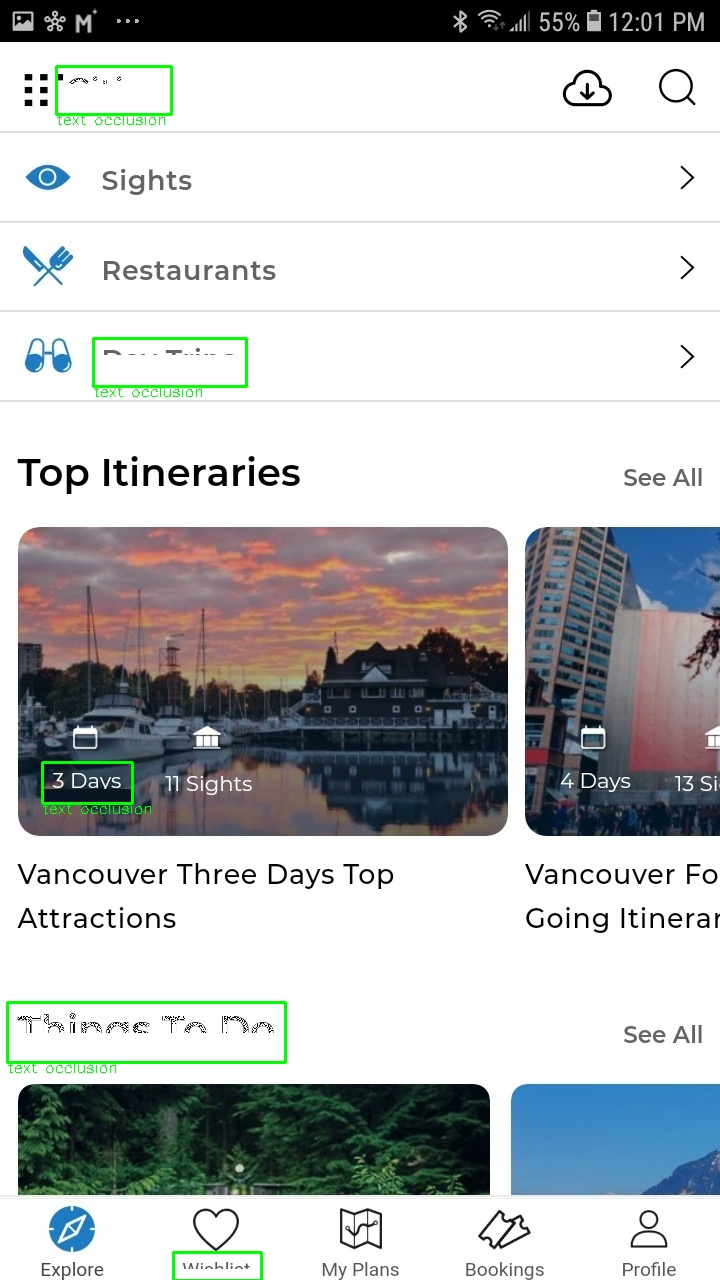 55% 12:01 PM
text occlusion
Sights
Restaurants
Day Trips
text occlusion
Top Itineraries See All
3 Days 11 Sights 4 Days 13 Si
text occlusion
Vancouver Three Days Top Attractions
Vancouver Fo
Going Itinerar
Things To Do See All
text occlusion
Explore Wishlist My Plans Bookings Profile